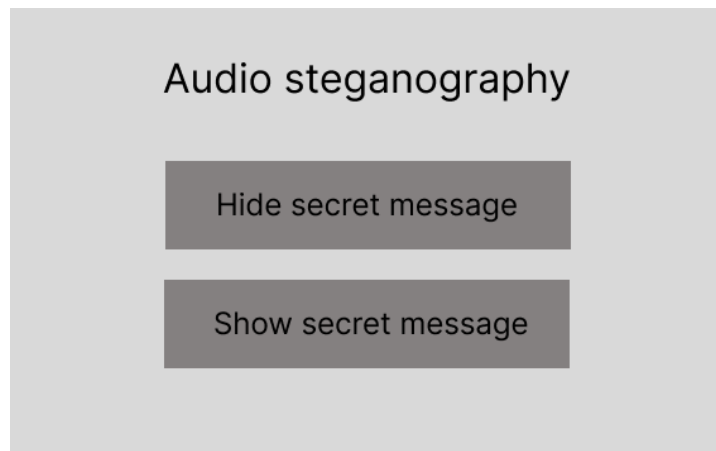 Audio steganography
Hide secret message
Show secret message